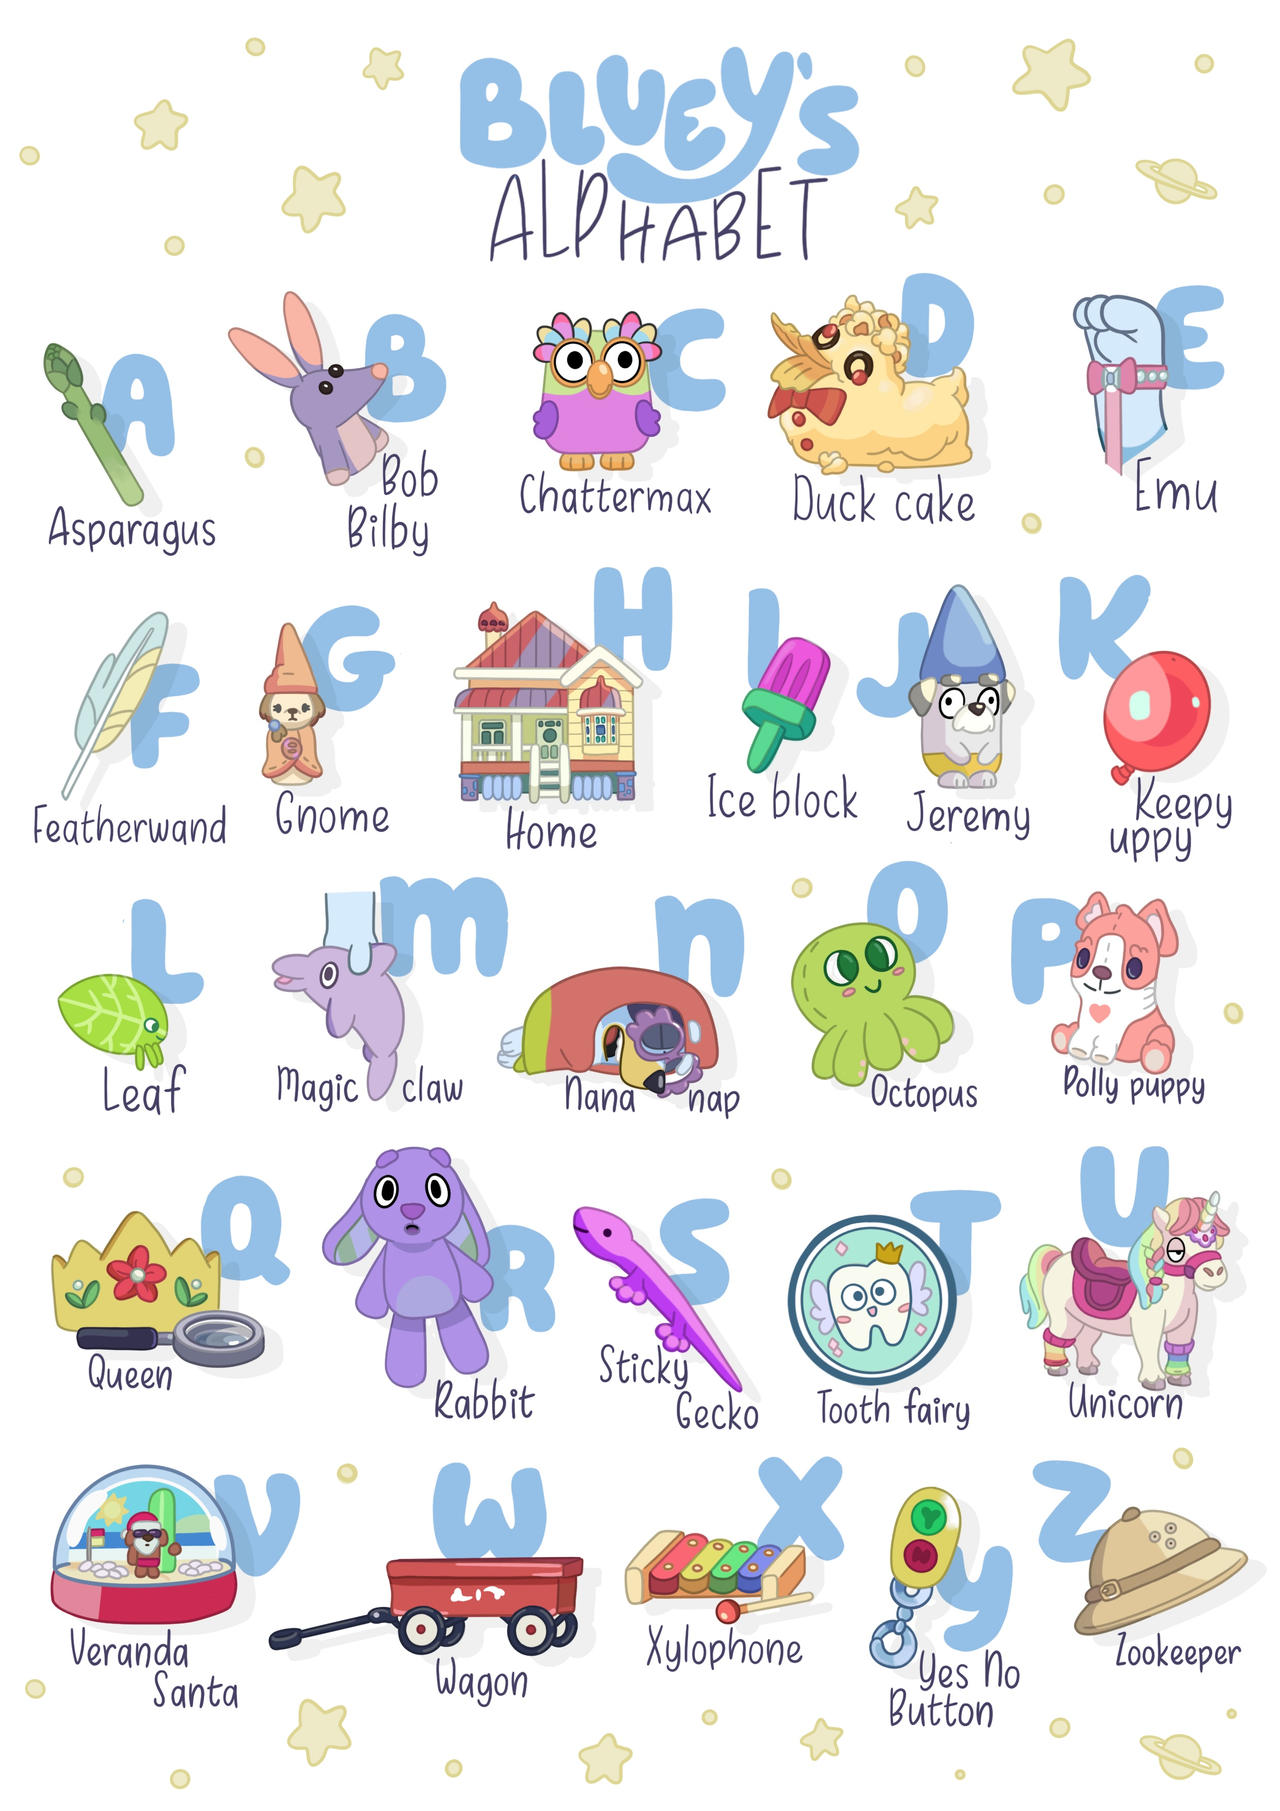 BLUEY's
ALPHABET
A
Asparagus
B
Bob
Bilby
C
Chattermax
D
Duck cake
E
Emu
F
Featherwand
G
Gnome
H
Home
I
Ice block
J
Jeremy
K
Keepy
uppy
L
Leaf
m
Magic claw
n
Nana nap
O
Octopus
P
Polly puppy
Q
Queen
R
Rabbit
S
Sticky
Gecko
T
Tooth fairy
U
Unicorn
V
Veranda
Santa
W
Wagon
X
Xylophone
y
Y
N
Yes No
Button
Z
Zookeeper